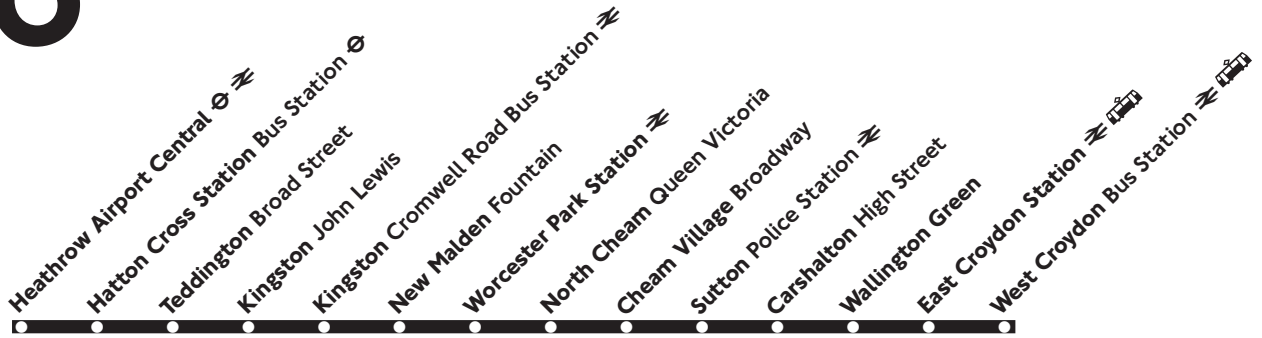 Heathrow Airport Central
Hatton Cross Station Bus Station
Teddington Broad Street
Kingston John Lewis
Kingston Cromwell Road Bus Station
New Malden Fountain
Worcester Park Station
North Cheam Queen Victoria
Cheam Village Broadway
Sutton Police Station
Carshalton High Street
Wallington Green
East Croydon Station
West Croydon Bus Station